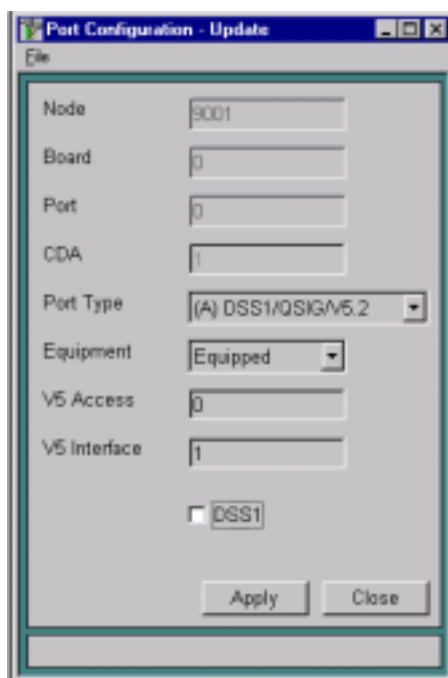 Port Configuration - Update
File
Node 9001
Board 0
Port 0
CDA 1
Port Type (A) DSS1/QSIG/V5.2
Equipment Equipped
V5 Access 0
V5 Interface 1
DSS1
Apply Close